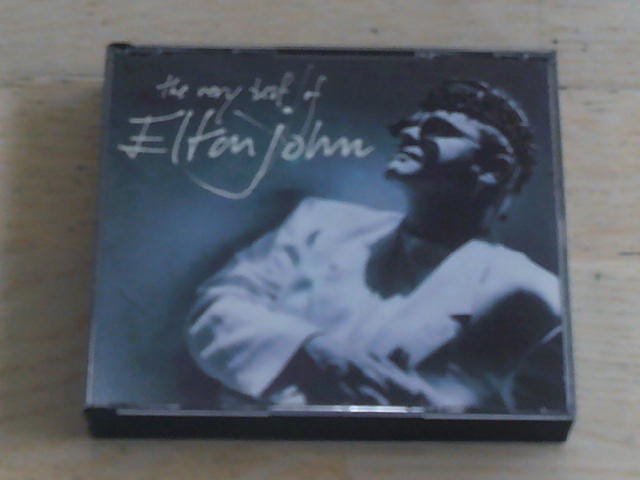 the very best of
Elton John